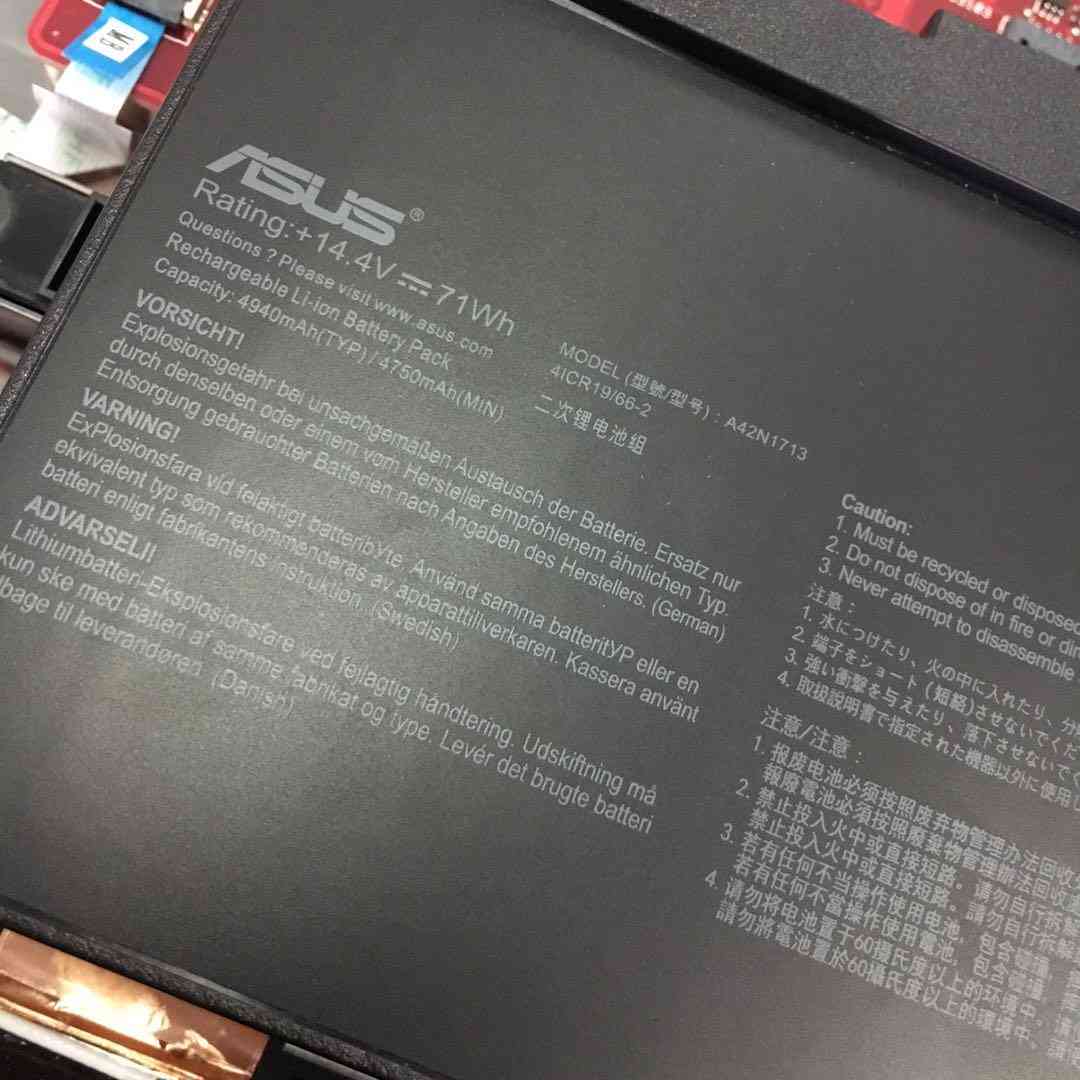 ASUS®
Rating:+14.4V⎓71Wh
Questions ? Please visit www.asus.com
Rechargeable Li-ion Battery Pack
Capacity: 4940mAh(TYP) / 4750mAh(MIN)
MODEL (型號/型号) : A42N1713
4ICR19/66-2
二次锂电池组
VORSICHT!
Explosionsgetahr bei unsachgemäßen Austausch der Batterie. Ersatz nur
durch denselben oder einem vom Hersteller empfohlenem ähnlichen Typ.
Entsorgung gebrauchter Batterien nach Angaben des Herstellers. (German)
VARNING!
ExPlosionsfara vid felaktigt batteribYte. Använd samma batteritYP eller en
ekvivalent typ som rekommenderas av apparattillverkaren. Kassera använt
batteri enligt fabrikantens instruktion. (Swedish)
ADVARSELI!
Lithiumbatteri-Eksplosionsfare ved fejlagtig håndtering. Udskiftning må
kun ske med batteri af samme fabrikat og type. Levér det brugte batteri
lbage til leverandøren. (Danish)
Caution:
1. Must be recycled or disposed
2. Do not dispose of in fire or
3. Never attempt to disassemble
注意 :
1. 水につけたり、火の中に入れたり、分
2. 端子をショート (短絡)させないでくだ
3. 強い衝撃を与えたり、落下させないで
4. 取扱説明書で指定された機器以外に使用し
注意/注意 :
1. 报废电池必须按照废弃物管理办法回收
報廢電池必須按照廢棄物管理辦法回收
2. 禁止投入火中或直接短路。请勿自行拆
禁止投入火中或直接短路。請勿自行拆
3. 若有任何不当操作使用电池，包含
若有任何不當操作使用電池，包含
4. 请勿将电池置于60摄氏度以上的环境中。
請勿將電池置於60攝氏度以上的環境中。